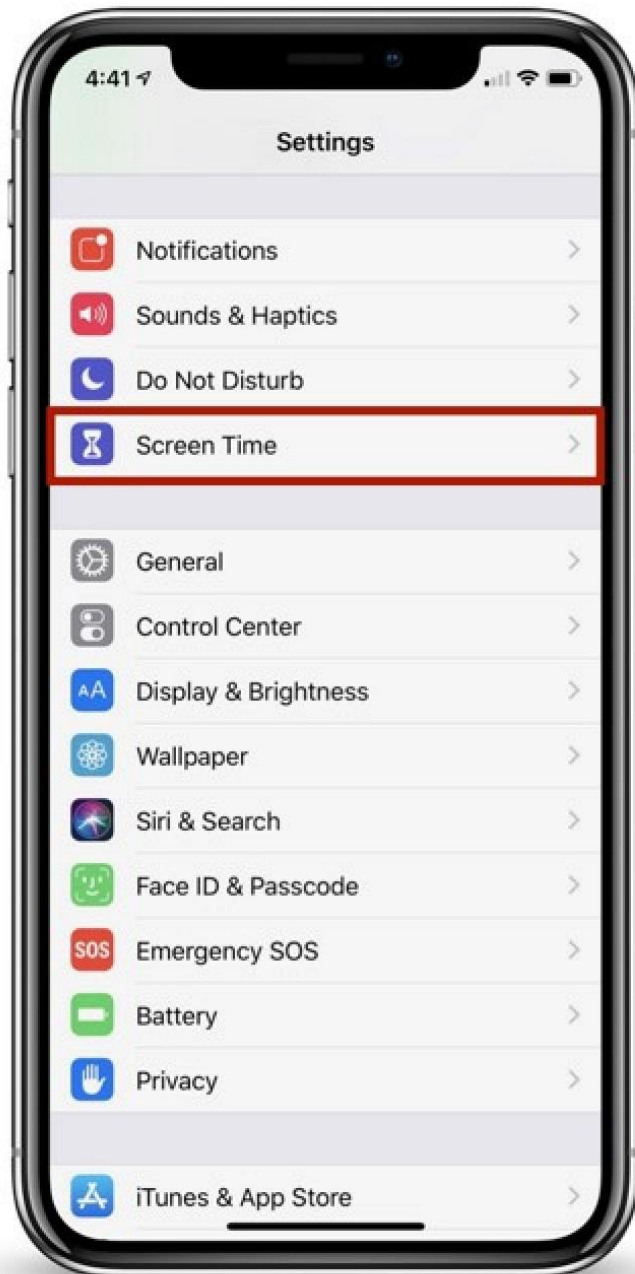 4:41
Settings
Notifications
Sounds & Haptics
Do Not Disturb
Screen Time
General
Control Center
AA
Display & Brightness
Wallpaper
Siri & Search
Face ID & Passcode
SOS
Emergency SOS
Battery
Privacy
iTunes & App Store